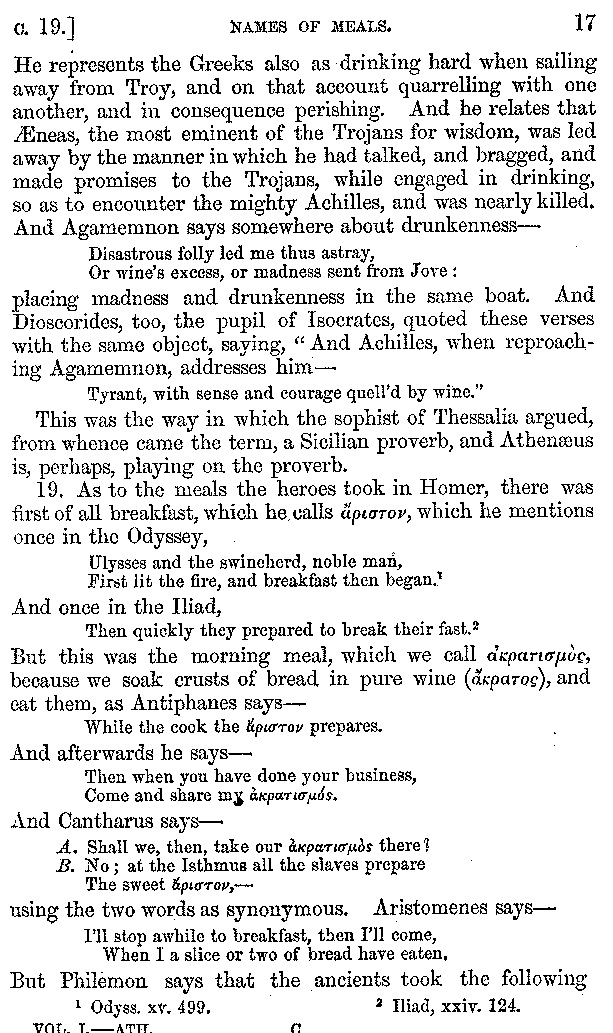 C. 19.] NAMES OF MEALS. 17
He represents the Greeks also as drinking hard when sailing
away from Troy, and on that account quarrelling with one
another, and in consequence perishing. And he relates that
Æneas, the most eminent of the Trojans for wisdom, was led
away by the manner in which he had talked, and bragged, and
made promises to the Trojans, while engaged in drinking,
so as to encounter the mighty Achilles, and was nearly killed.
And Agamemnon says somewhere about drunkenness—
Disastrous folly led me thus astray,
Or wine's excess, or madness sent from Jove :
placing madness and drunkenness in the same boat. And
Dioscorides, too, the pupil of Isocrates, quoted these verses
with the same object, saying, “ And Achilles, when reproach-
ing Agamemnon, addresses him—
Tyrant, with sense and courage quell'd by wine.”
This was the way in which the sophist of Thessalia argued,
from whence came the term, a Sicilian proverb, and Athenæus
is, perhaps, playing on the proverb.
19. As to the meals the heroes took in Homer, there was
first of all breakfast, which he calls ἄριστον, which he mentions
once in the Odyssey,
Ulysses and the swineherd, noble man,
First lit the fire, and breakfast then began.¹
And once in the Iliad,
Then quickly they prepared to break their fast.²
But this was the morning meal, which we call ἀκρατισμὸς,
because we soak crusts of bread in pure wine (ἄκρατος), and
eat them, as Antiphanes says—
While the cook the ἄριστον prepares.
And afterwards he says—
Then when you have done your business,
Come and share my ἀκρατισμός.
And Cantharus says—
A. Shall we, then, take our ἀκρατισμὸς there?
B. No ; at the Isthmus all the slaves prepare
The sweet ἄριστον,—
using the two words as synonymous. Aristomenes says—
I'll stop awhile to breakfast, then I'll come,
When I a slice or two of bread have eaten.
But Philemon says that the ancients took the following
¹ Odyss. xv. 499. ² Iliad, xxiv. 124.
VOL. I.—ATH. C